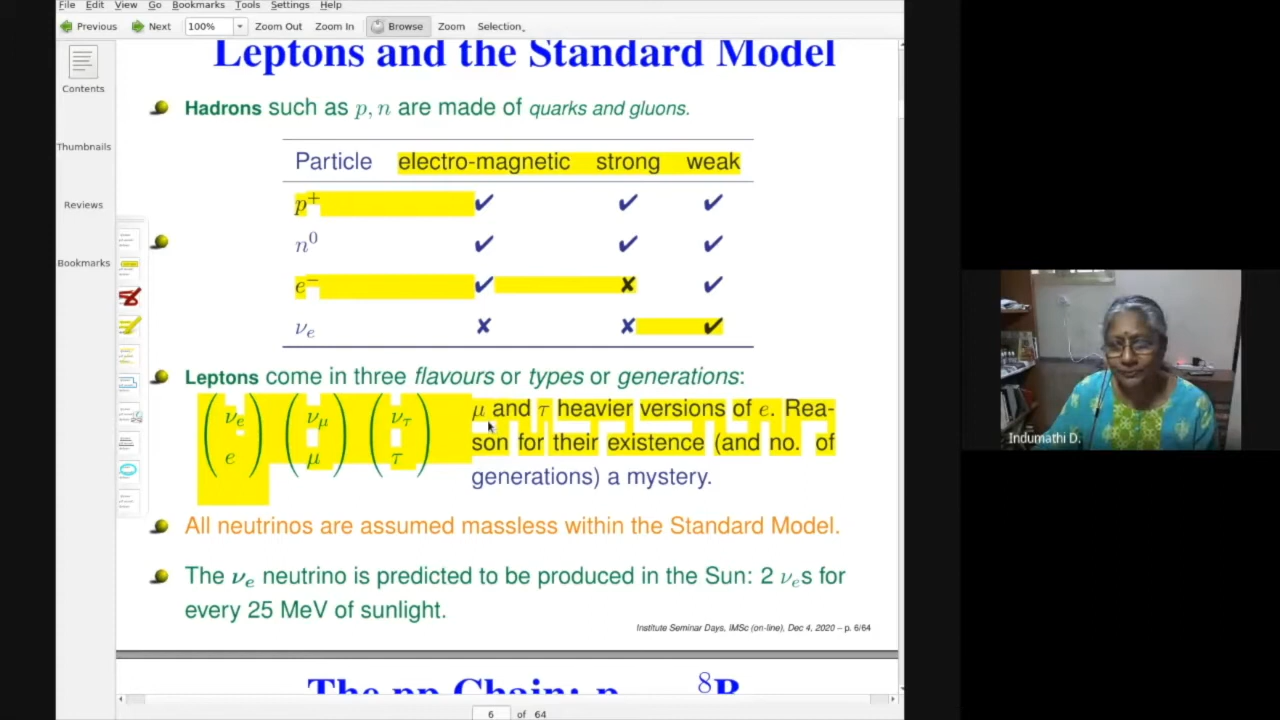 File Edit View Go Bookmarks Tools Settings Help
Previous Next 100% Zoom Out Zoom In Browse Zoom Selection
Contents
Thumbnails
Reviews
Bookmarks
Leptons and the Standard Model
Hadrons such as p, n are made of quarks and gluons.
Particle electro-magnetic strong weak
p⁺ ✔ ✔ ✔
n⁰ ✔ ✔ ✔
e⁻ ✔ ✘ ✔
νₑ ✘ ✘ ✔
Leptons come in three flavours or types or generations:
(νₑ e) (ν_μ μ) (ν_τ τ)
μ and τ heavier versions of e. Rea-
son for their existence (and no. of
generations) a mystery.
All neutrinos are assumed massless within the Standard Model.
The νₑ neutrino is predicted to be produced in the Sun: 2 νₑs for
every 25 MeV of sunlight.
Institute Seminar Days, IMSc (on-line), Dec 4, 2020 – p. 6/64
The pp Chain: p ⁸B
6 of 64
Indumathi D.